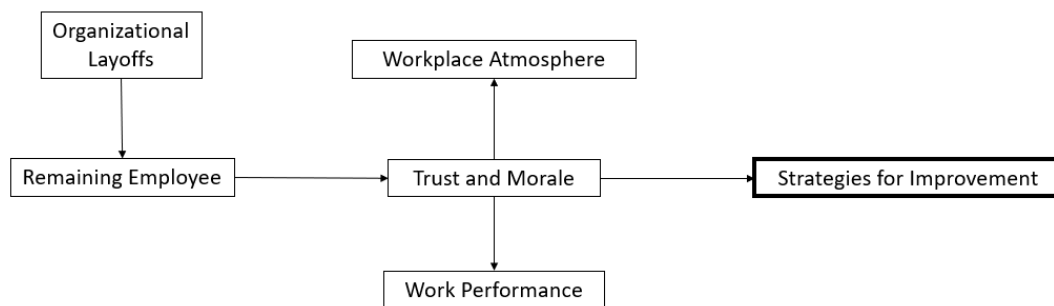 Organizational
Layoffs
Workplace Atmosphere
Remaining Employee
Trust and Morale
Strategies for Improvement
Work Performance